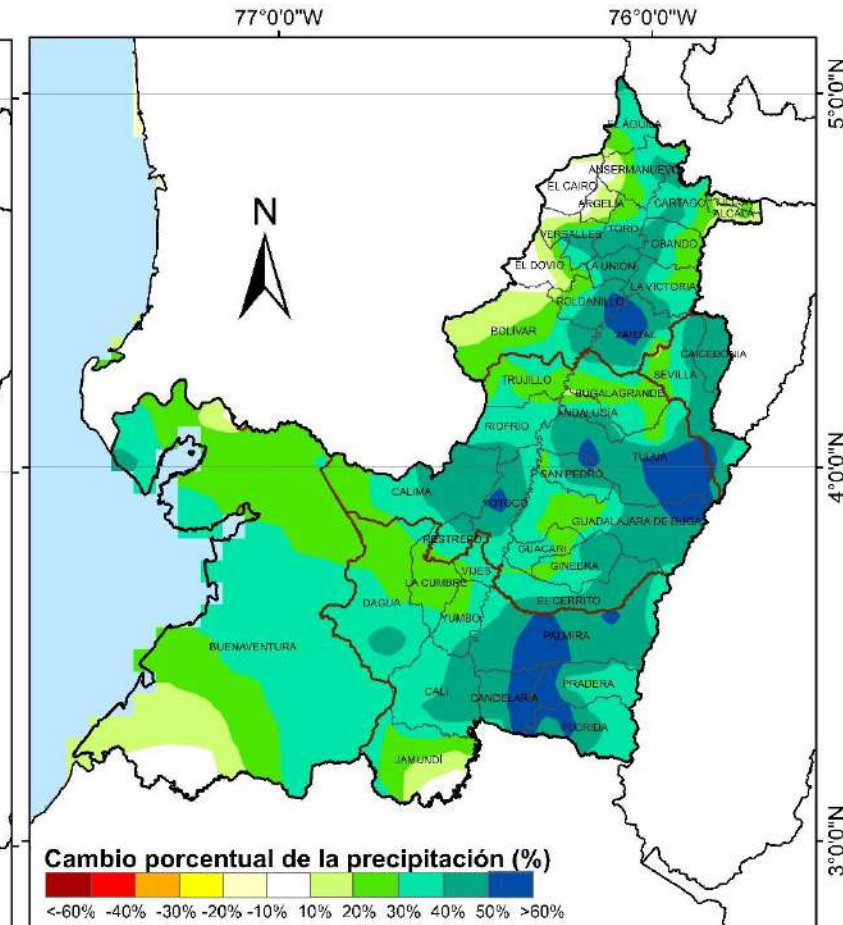 77°0'0"W 76°0'0"W
5°0'0"N
N
EL ÁGUILA
ANSERMANUEVO
EL CAIRO
ARGELIA
CARTAGO
ALCALÁ
VERSALLES
TORO
OBANDO
EL DOVIO
LA UNIÓN
LA VICTORIA
ROLDANILLO
BOLÍVAR
ZARZAL
CAICEDONIA
SEVILLA
TRUJILLO
BUGALAGRANDE
ANDALUCÍA
RIOFRÍO
4°0'0"N
TULUÁ
SAN PEDRO
CALIMA
YOTOCO
GUADALAJARA DE BUGA
RESTREPO
GUACARÍ
GINEBRA
VIJES
LA CUMBRE
DAGUA
EL CERRITO
YUMBO
PALMIRA
BUENAVENTURA
PRADERA
CALI
CANDELARIA
FLORIDA
JAMUNDÍ
3°0'0"N
Cambio porcentual de la precipitación (%)
<-60% -40% -30% -20% -10% 10% 20% 30% 40% 50% >60%